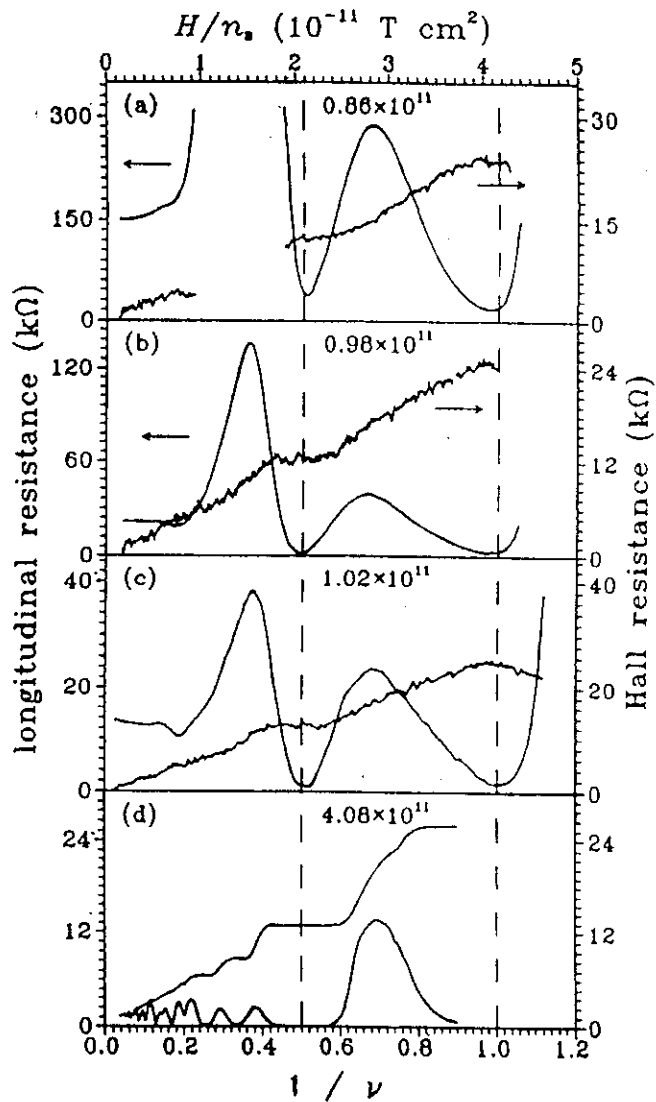 H/nₛ (10⁻¹¹ T cm²)
0 1 2 3 4 5
(a) 0.86×10¹¹
300 150 0
30 15 0
(b) 0.98×10¹¹
120 60 0
24 12 0
(c) 1.02×10¹¹
40 20 0
40 20 0
(d) 4.08×10¹¹
24 12 0
24 12 0
longitudinal resistance (kΩ)
Hall resistance (kΩ)
0.0 0.2 0.4 0.6 0.8 1.0 1.2
1 / ν